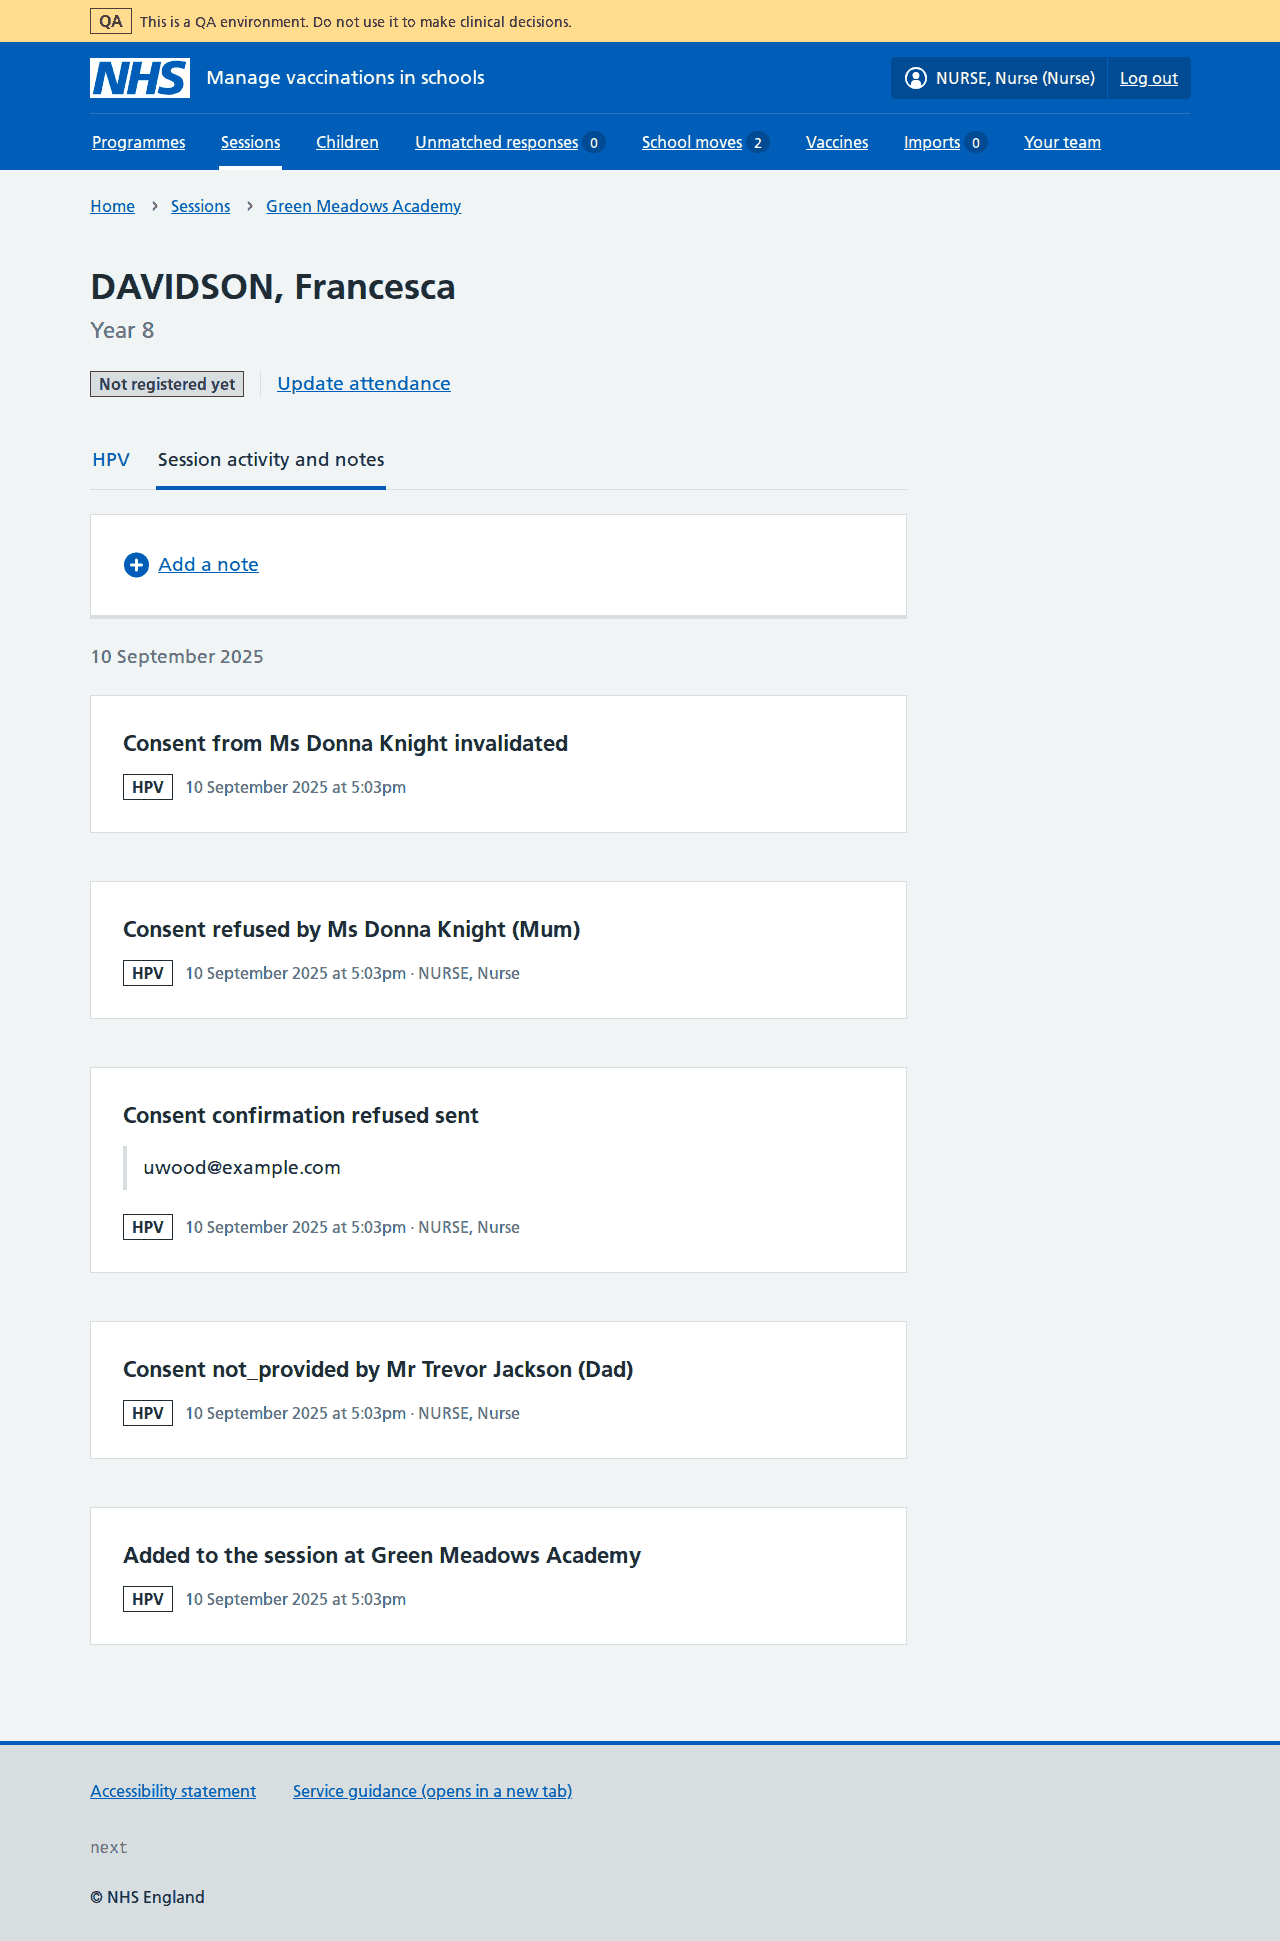 QA This is a QA environment. Do not use it to make clinical decisions.
NHS Manage vaccinations in schools NURSE, Nurse (Nurse) Log out
Programmes Sessions Children Unmatched responses 0 School moves 2 Vaccines Imports 0 Your team
Home Sessions Green Meadows Academy
DAVIDSON, Francesca
Year 8
Not registered yet Update attendance
HPV Session activity and notes
Add a note
10 September 2025
Consent from Ms Donna Knight invalidated
HPV 10 September 2025 at 5:03pm
Consent refused by Ms Donna Knight (Mum)
HPV 10 September 2025 at 5:03pm · NURSE, Nurse
Consent confirmation refused sent
uwood@example.com
HPV 10 September 2025 at 5:03pm · NURSE, Nurse
Consent not_provided by Mr Trevor Jackson (Dad)
HPV 10 September 2025 at 5:03pm · NURSE, Nurse
Added to the session at Green Meadows Academy
HPV 10 September 2025 at 5:03pm
Accessibility statement Service guidance (opens in a new tab)
next
© NHS England